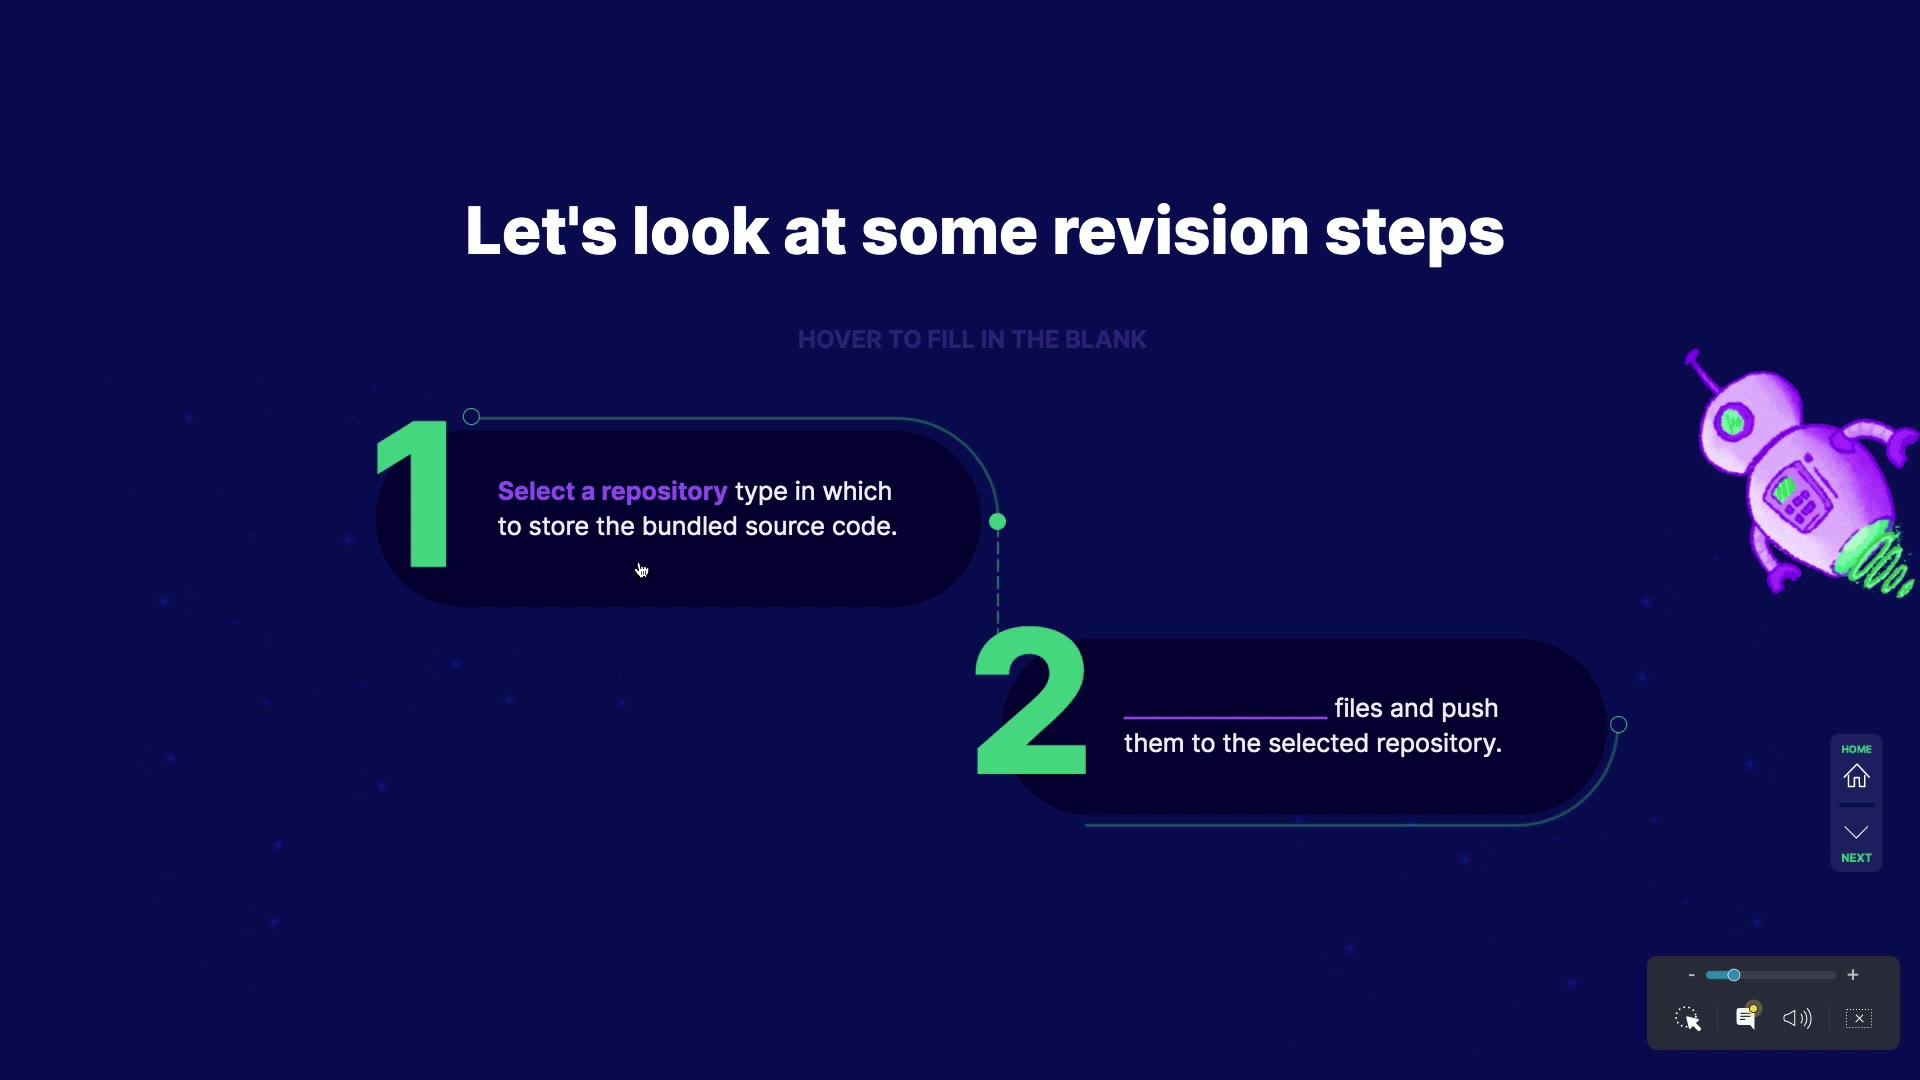 Let's look at some revision steps
HOVER TO FILL IN THE BLANK
1
Select a repository type in which
to store the bundled source code.
2
______________ files and push
them to the selected repository.
HOME
NEXT
- +